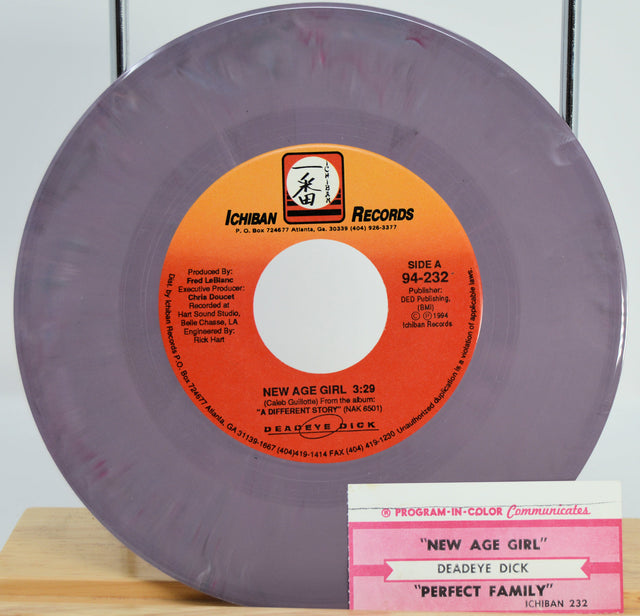 一番
ICHIBAN
ICHIBAN RECORDS
P. O. Box 724677 Atlanta, Ga. 30339 (404) 926-3377
Produced By:
Fred LeBlanc
Executive Producer:
Chris Doucet
Recorded at
Hart Sound Studio,
Belle Chasse, LA
Engineered By:
Rick Hart
SIDE A
94-232
Publisher:
DED Publishing,
(BMI)
© ℗ 1994
Ichiban Records
NEW AGE GIRL 3:29
(Caleb Guillotte) From the album:
"A DIFFERENT STORY" (NAK 6501)
DEADEYE DICK
Dist. by Ichiban Records P.O. Box 724677 Atlanta, GA 31139-1667 (404)419-1414 FAX (404) 419-1230 Unauthorized duplication is a violation of applicable laws.
® PROGRAM-IN-COLOR Communicates
"NEW AGE GIRL"
DEADEYE DICK
"PERFECT FAMILY"
ICHIBAN 232